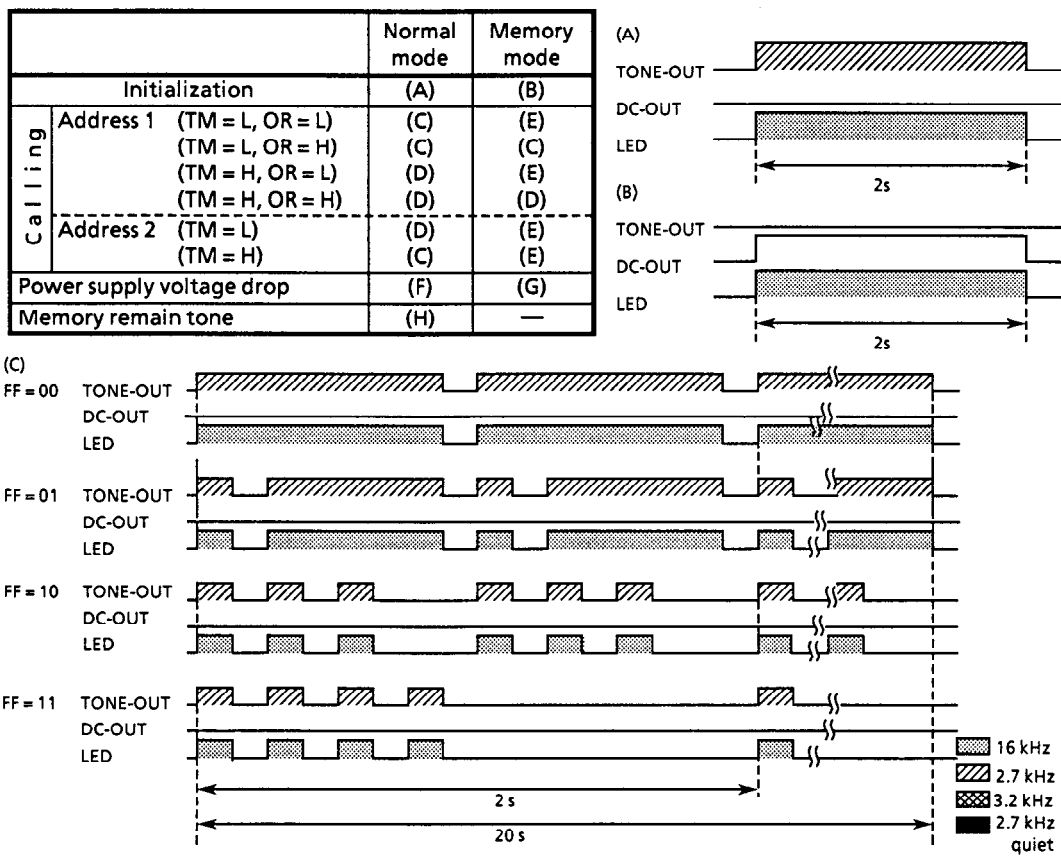 Normal mode Memory mode
Initialization (A) (B)
Calling
Address 1 (TM = L, OR = L) (C) (E)
(TM = L, OR = H) (C) (C)
(TM = H, OR = L) (D) (E)
(TM = H, OR = H) (D) (D)
Address 2 (TM = L) (D) (E)
(TM = H) (C) (E)
Power supply voltage drop (F) (G)
Memory remain tone (H) —
(A)
TONE-OUT
DC-OUT
LED
2s
(B)
TONE-OUT
DC-OUT
LED
2s
(C)
FF = 00 TONE-OUT
DC-OUT
LED
FF = 01 TONE-OUT
DC-OUT
LED
FF = 10 TONE-OUT
DC-OUT
LED
FF = 11 TONE-OUT
DC-OUT
LED
2 s
20 s
16 kHz
2.7 kHz
3.2 kHz
2.7 kHz
quiet